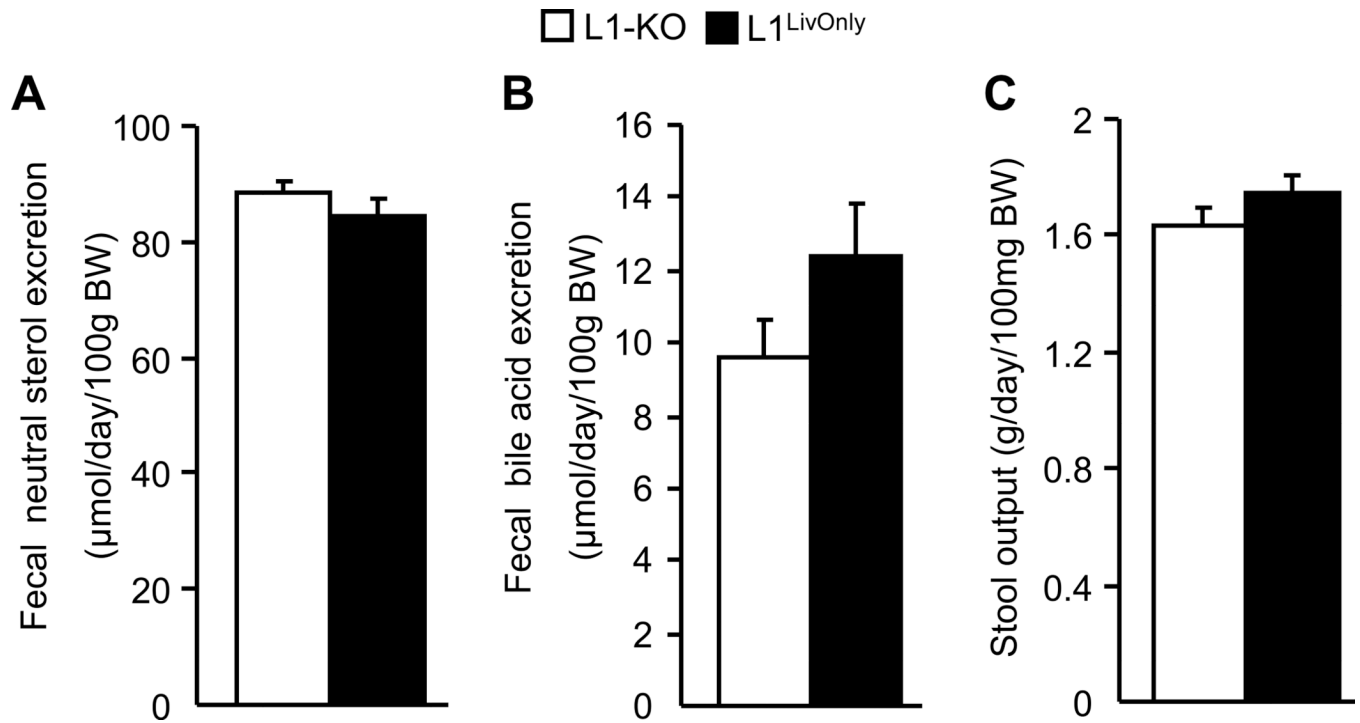 L1-KO L1LivOnly
A
Fecal neutral sterol excretion
(μmol/day/100g BW)
100
80
60
40
20
0
B
Fecal bile acid excretion
(μmol/day/100g BW)
16
14
12
10
8
6
4
2
0
C
Stool output (g/day/100mg BW)
2
1.6
1.2
0.8
0.4
0